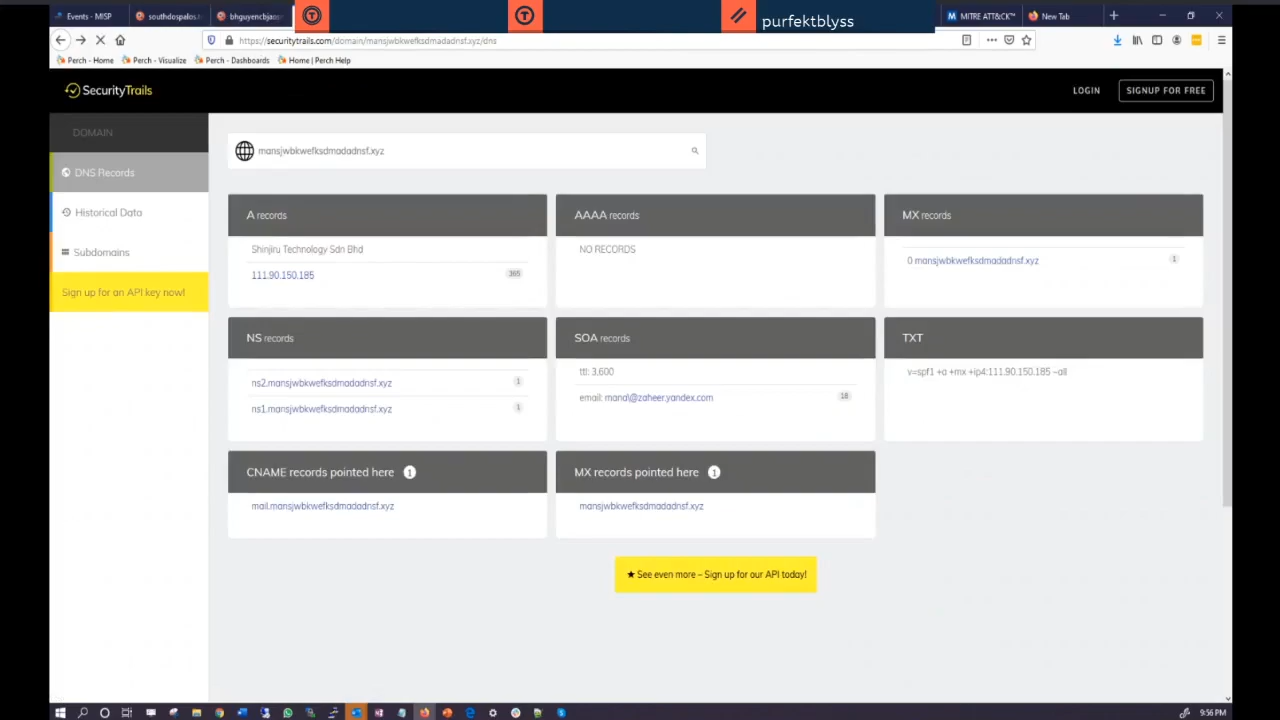 Events - MISP
southdospalos.t
bhguyencbjaos
purfektblyss
MITRE ATT&CK™
New Tab
https://securitytrails.com/domain/mansjwbkwefksdmadadnsf.xyz/dns
Perch - Home
Perch - Visualize
Perch - Dashboards
Home | Perch Help
SecurityTrails
LOGIN
SIGNUP FOR FREE
DOMAIN
DNS Records
Historical Data
Subdomains
Sign up for an API key now!
mansjwbkwefksdmadadnsf.xyz
A records
Shinjiru Technology Sdn Bhd
111.90.150.185
365
AAAA records
NO RECORDS
MX records
0 mansjwbkwefksdmadadnsf.xyz
1
NS records
ns2.mansjwbkwefksdmadadnsf.xyz
1
ns1.mansjwbkwefksdmadadnsf.xyz
1
SOA records
ttl: 3,600
email: mana\@zaheer.yandex.com
18
TXT
v=spf1 +a +mx +ip4:111.90.150.185 ~all
CNAME records pointed here 1
mail.mansjwbkwefksdmadadnsf.xyz
MX records pointed here 1
mansjwbkwefksdmadadnsf.xyz
★ See even more – Sign up for our API today!
9:56 PM